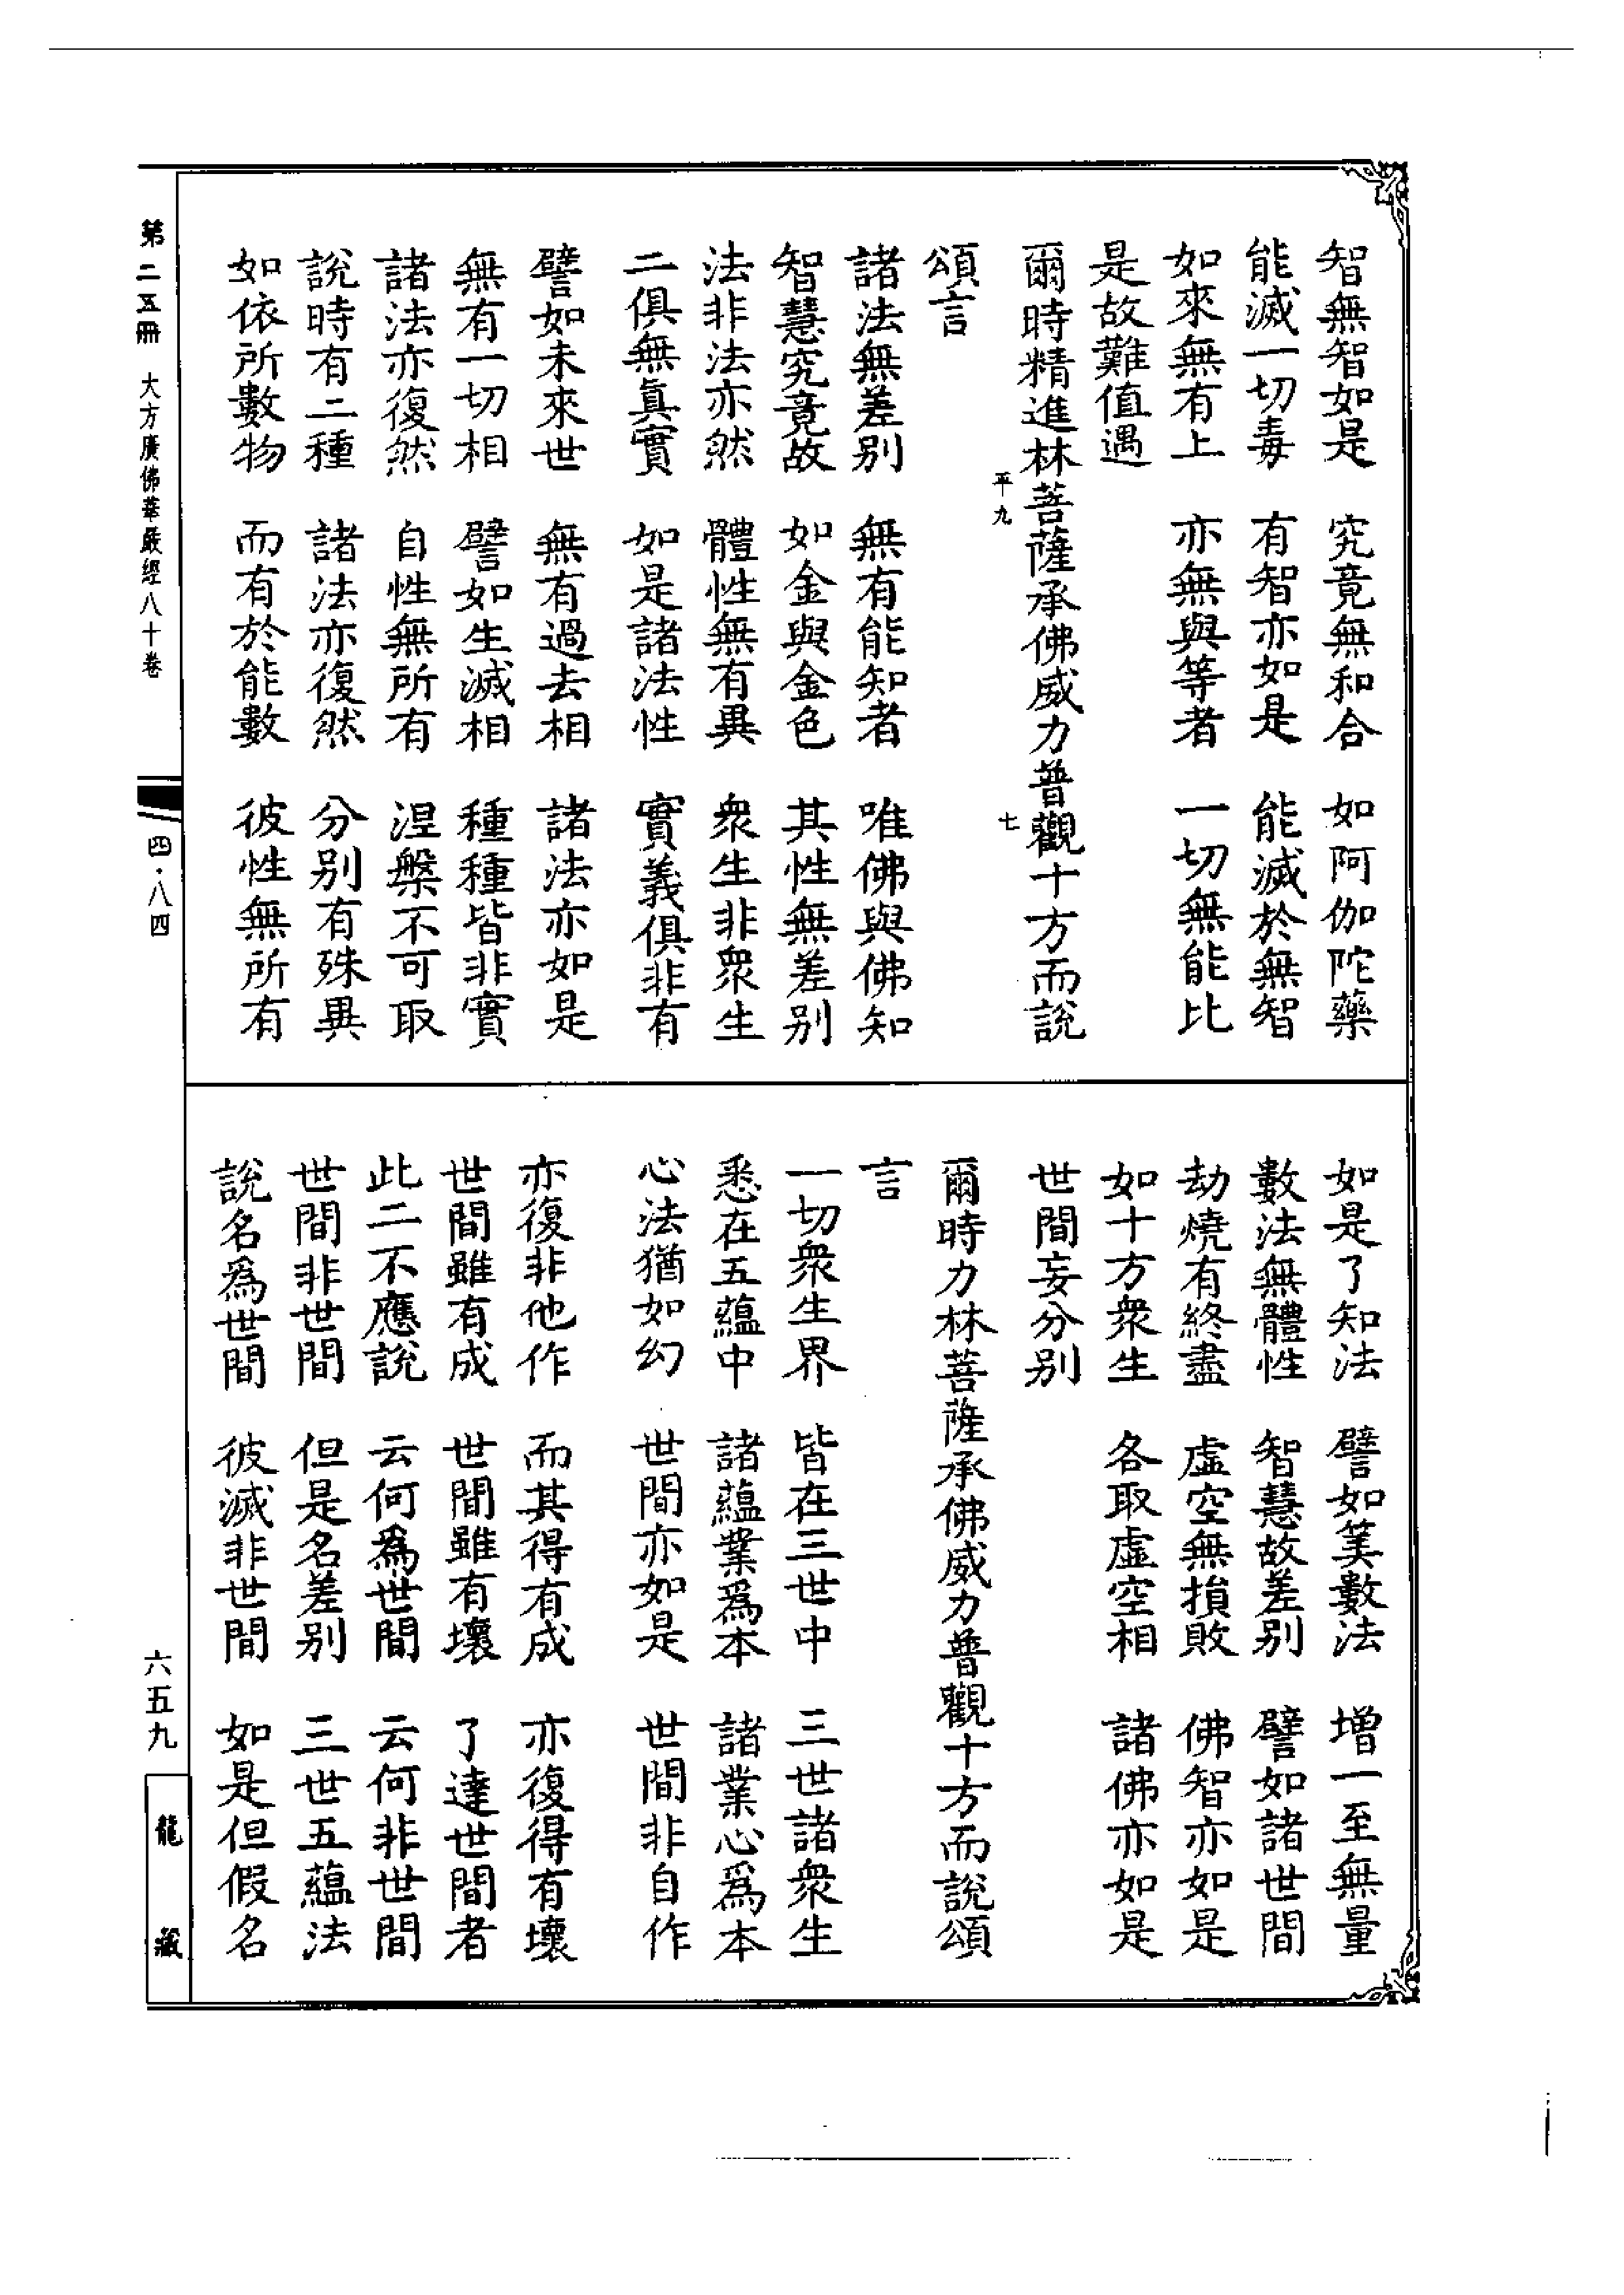 智無智如是　究竟無和合　如阿伽陀藥
能滅一切毒　有智亦如是　能滅於無智
如來無有上　亦無與等者　一切無能比
是故難值遇
爾時精進林菩薩承佛威力普觀十方而說
平九　七
頌言
諸法無差別　無有能知者　唯佛與佛知
智慧究竟故　如金與金色　其性無差別
法非法亦然　體性無有異　眾生非眾生
二俱無真實　如是諸法性　實義俱非有
譬如未來世　無有過去相　諸法亦如是
無有一切相　譬如生滅相　種種皆非實
諸法亦復然　自性無所有　涅槃不可取
說時有二種　諸法亦復然　分別有殊異
如依所數物　而有於能數　彼性無所有
如是了知法　譬如筭數法　增一至無量
數法無體性　智慧故差別　譬如諸世間
劫燒有終盡　虛空無損敗　佛智亦如是
如十方眾生　各取虛空相　諸佛亦如是
世間妄分別
爾時力林菩薩承佛威力普觀十方而說頌
言
一切眾生界　皆在三世中　三世諸眾生
悉在五蘊中　諸蘊業為本　諸業心為本
心法猶如幻　世間亦如是　世間非自作
亦復非他作　而其得有成　亦復得有壞
世間雖有成　世間雖有壞　了達世間者
此二不應說　云何為世間　云何非世間
世間非世間　但是名差別　三世五蘊法
說名為世間　彼滅非世間　如是但假名
第二五冊　大方廣佛華嚴經八十卷　四·八四　六五九　龍藏